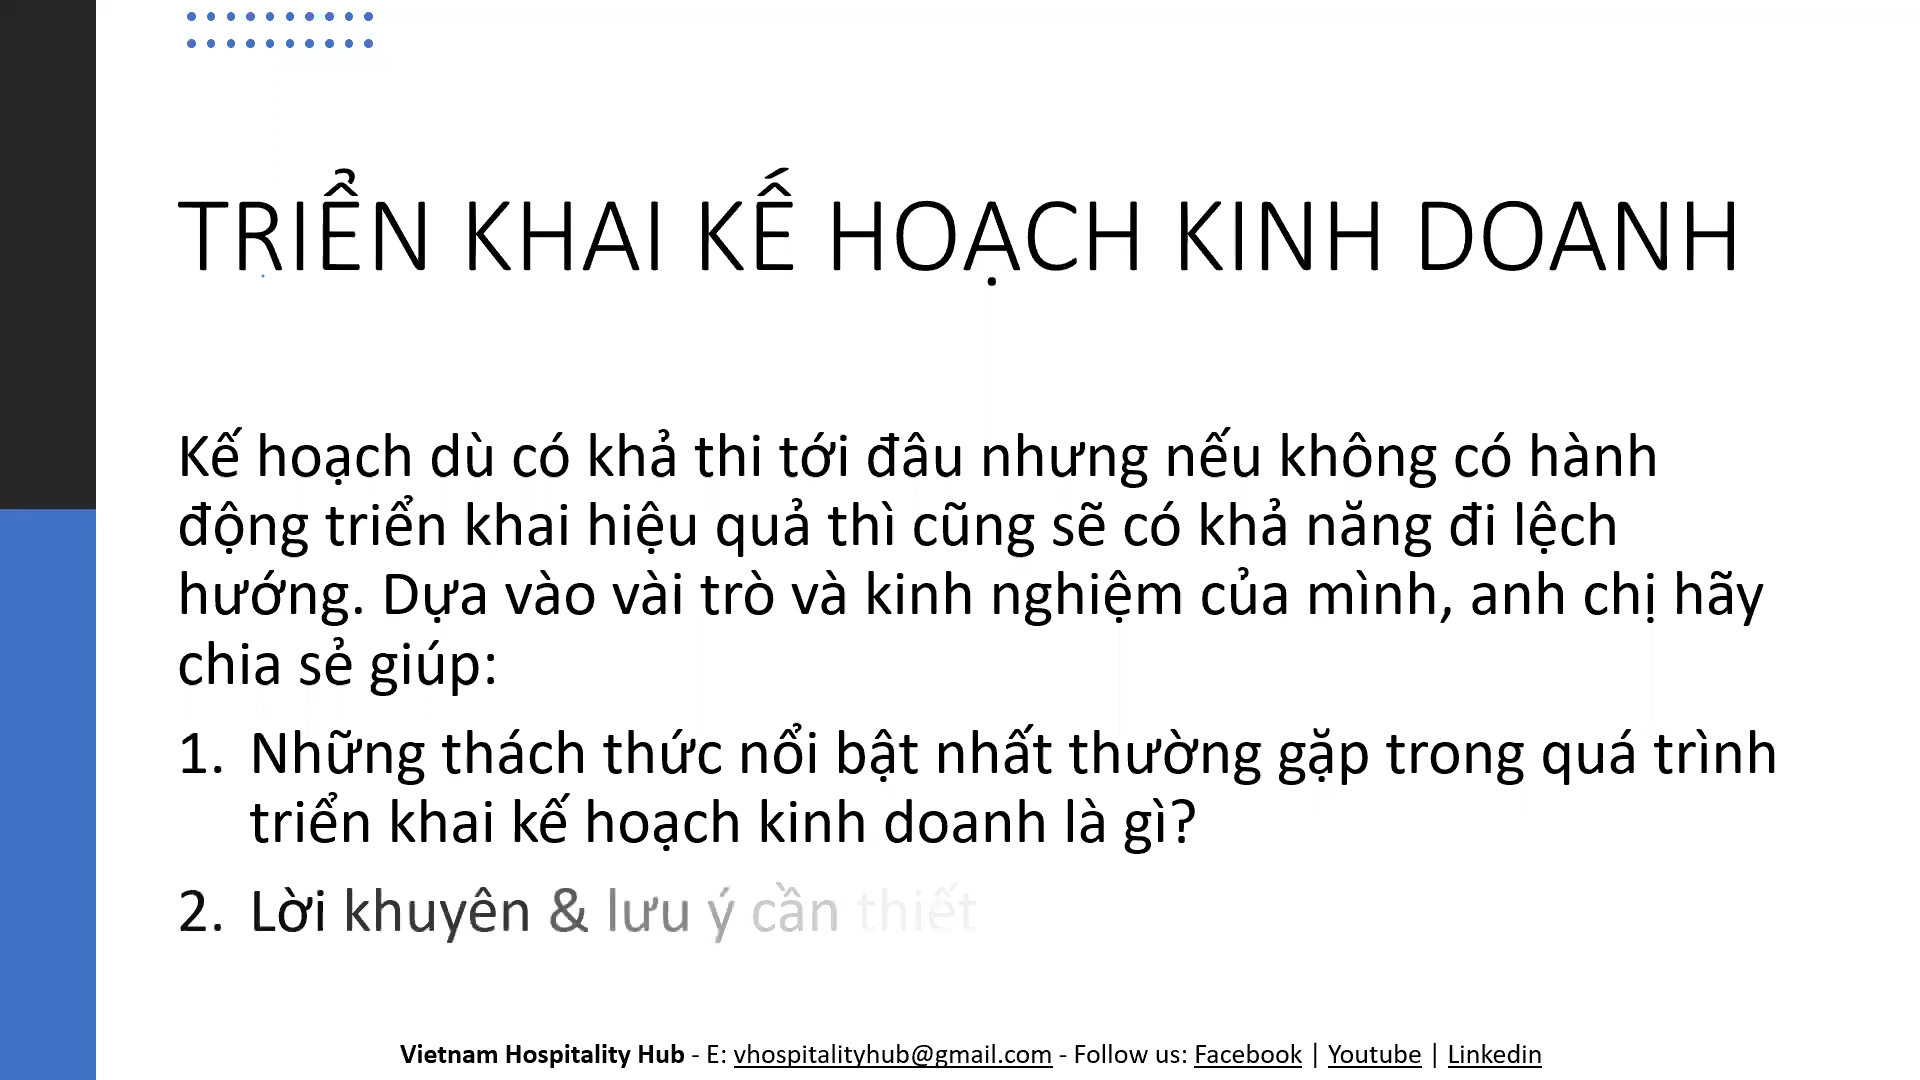 TRIỂN KHAI KẾ HOẠCH KINH DOANH
Kế hoạch dù có khả thi tới đâu nhưng nếu không có hành
động triển khai hiệu quả thì cũng sẽ có khả năng đi lệch
hướng. Dựa vào vài trò và kinh nghiệm của mình, anh chị hãy
chia sẻ giúp:
1. Những thách thức nổi bật nhất thường gặp trong quá trình
triển khai kế hoạch kinh doanh là gì?
2. Lời khuyên & lưu ý cần thiết
Vietnam Hospitality Hub - E: vhospitalityhub@gmail.com - Follow us: Facebook | Youtube | Linkedin